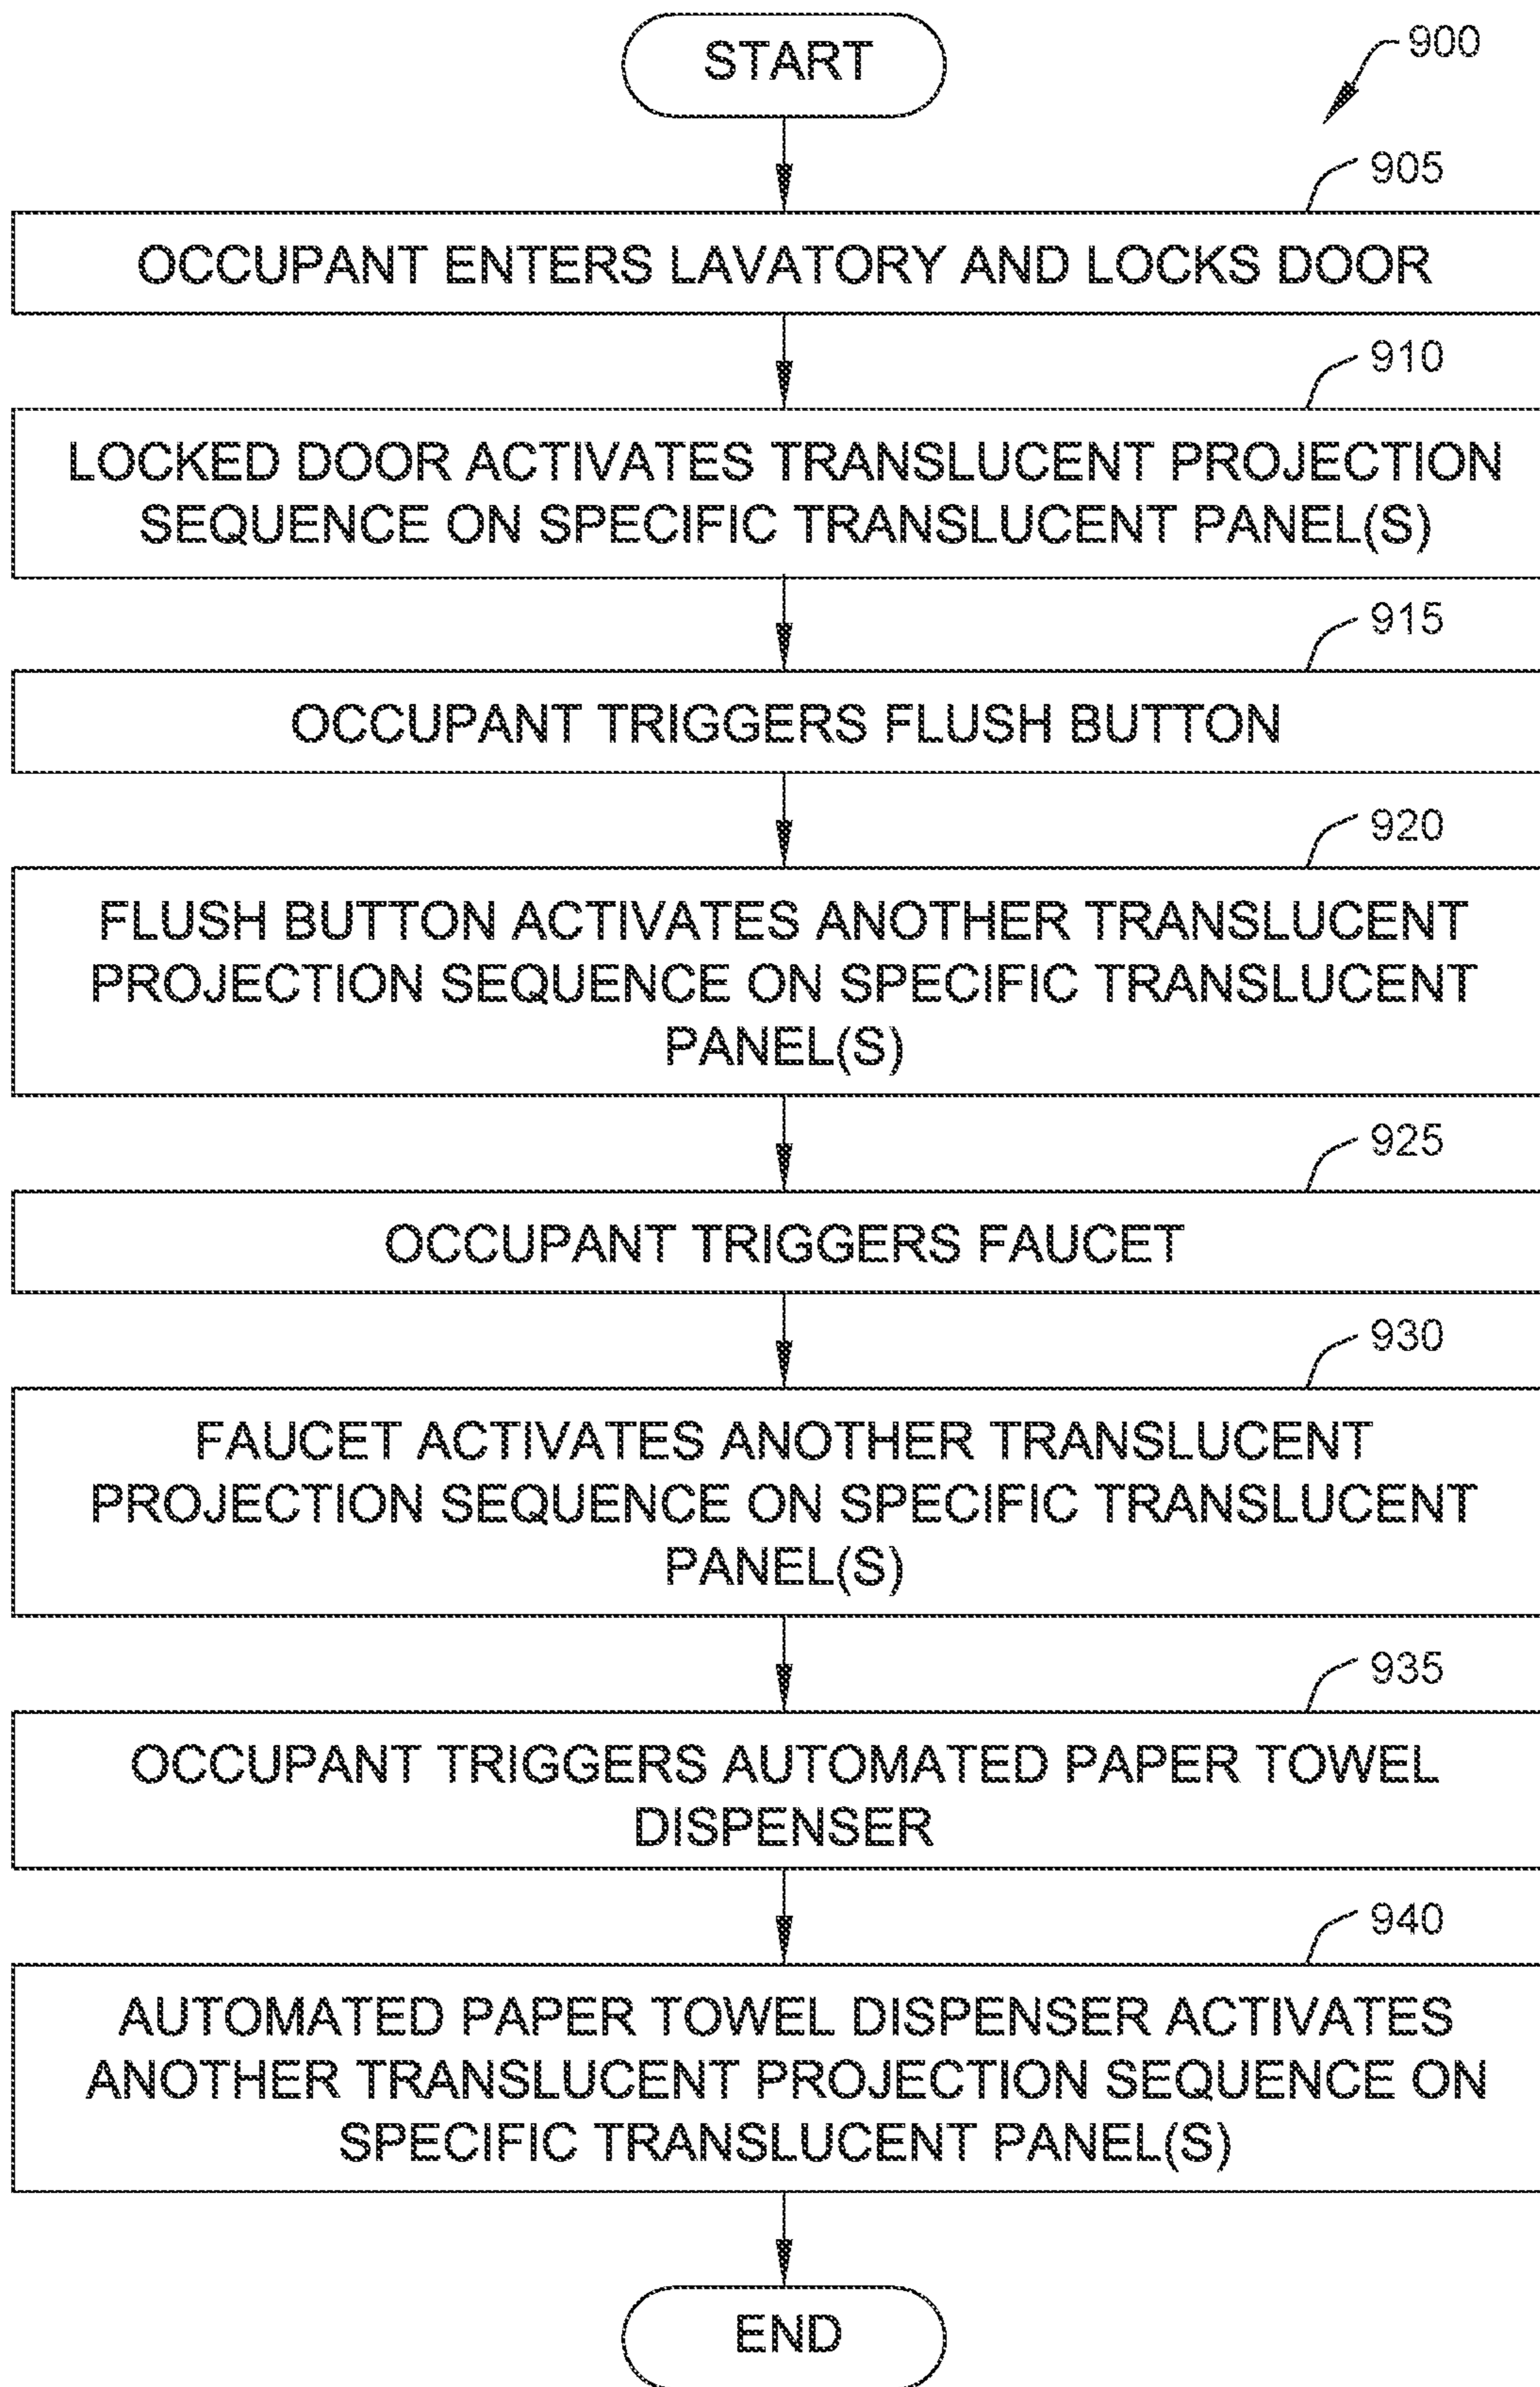 START
900
905
OCCUPANT ENTERS LAVATORY AND LOCKS DOOR
910
LOCKED DOOR ACTIVATES TRANSLUCENT PROJECTION
SEQUENCE ON SPECIFIC TRANSLUCENT PANEL(S)
915
OCCUPANT TRIGGERS FLUSH BUTTON
920
FLUSH BUTTON ACTIVATES ANOTHER TRANSLUCENT
PROJECTION SEQUENCE ON SPECIFIC TRANSLUCENT
PANEL(S)
925
OCCUPANT TRIGGERS FAUCET
930
FAUCET ACTIVATES ANOTHER TRANSLUCENT
PROJECTION SEQUENCE ON SPECIFIC TRANSLUCENT
PANEL(S)
935
OCCUPANT TRIGGERS AUTOMATED PAPER TOWEL
DISPENSER
940
AUTOMATED PAPER TOWEL DISPENSER ACTIVATES
ANOTHER TRANSLUCENT PROJECTION SEQUENCE ON
SPECIFIC TRANSLUCENT PANEL(S)
END